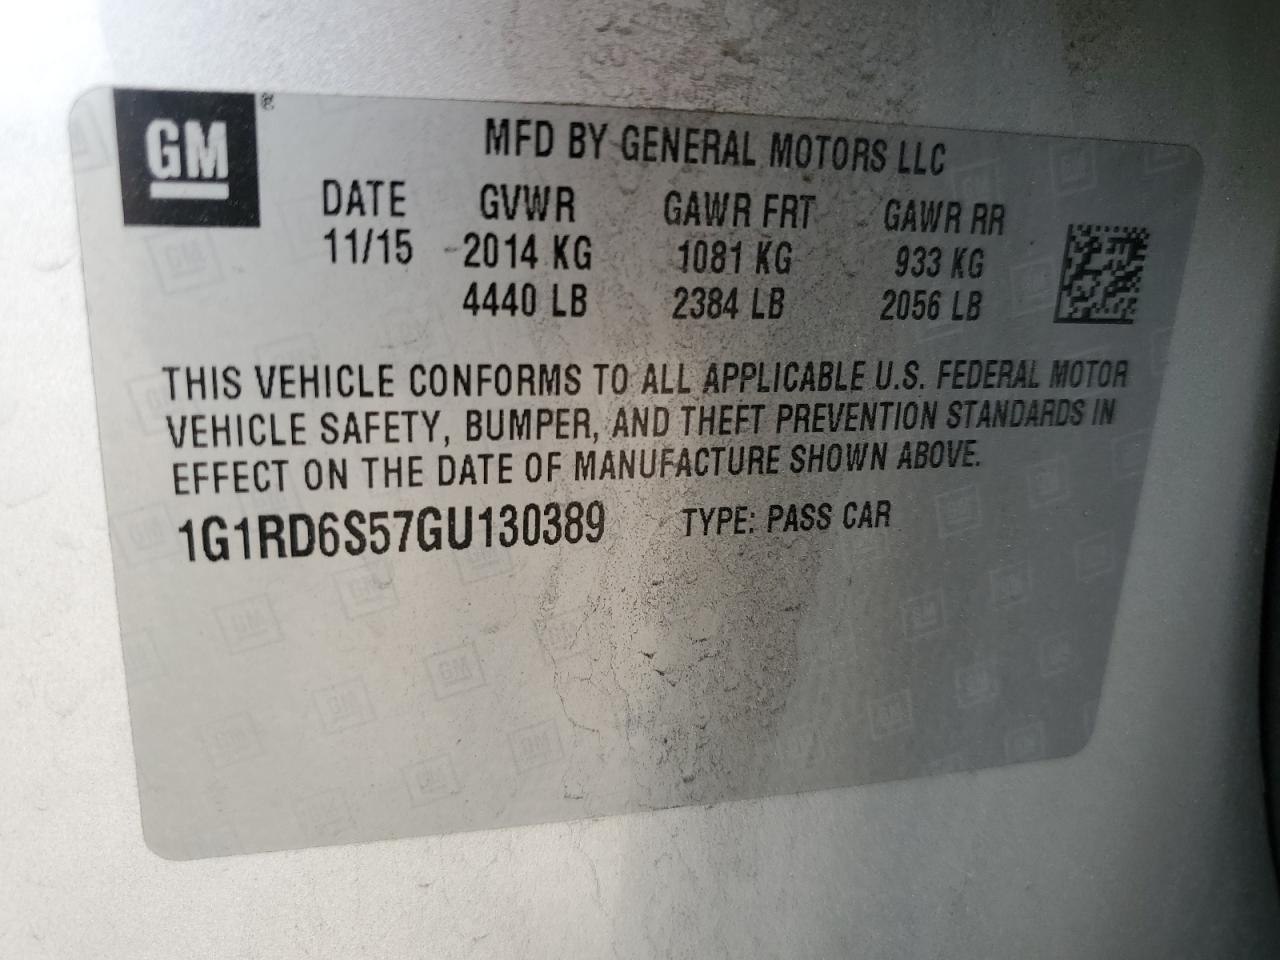 GM ®
MFD BY GENERAL MOTORS LLC
DATE GVWR GAWR FRT GAWR RR
11/15 2014 KG 1081 KG 933 KG
4440 LB 2384 LB 2056 LB
THIS VEHICLE CONFORMS TO ALL APPLICABLE U.S. FEDERAL MOTOR
VEHICLE SAFETY, BUMPER, AND THEFT PREVENTION STANDARDS IN
EFFECT ON THE DATE OF MANUFACTURE SHOWN ABOVE.
1G1RD6S57GU130389 TYPE: PASS CAR